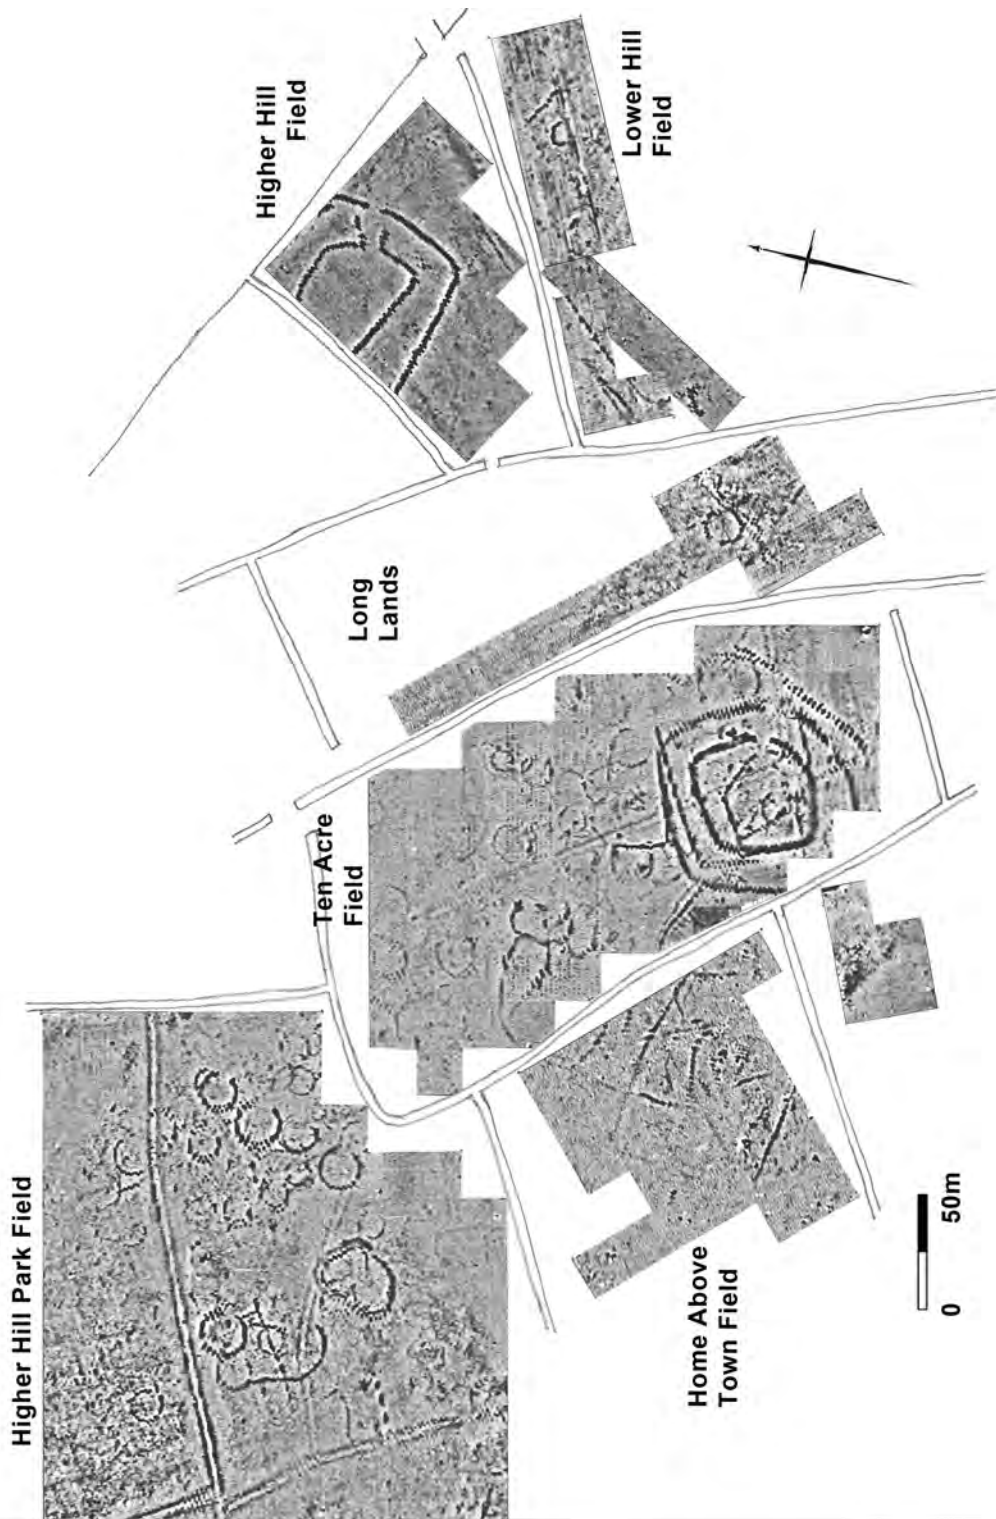 Higher Hill Park Field
Ten Acre
Field
Higher Hill
Field
Lower Hill
Field
Long
Lands
Home Above
Town Field
0
50m